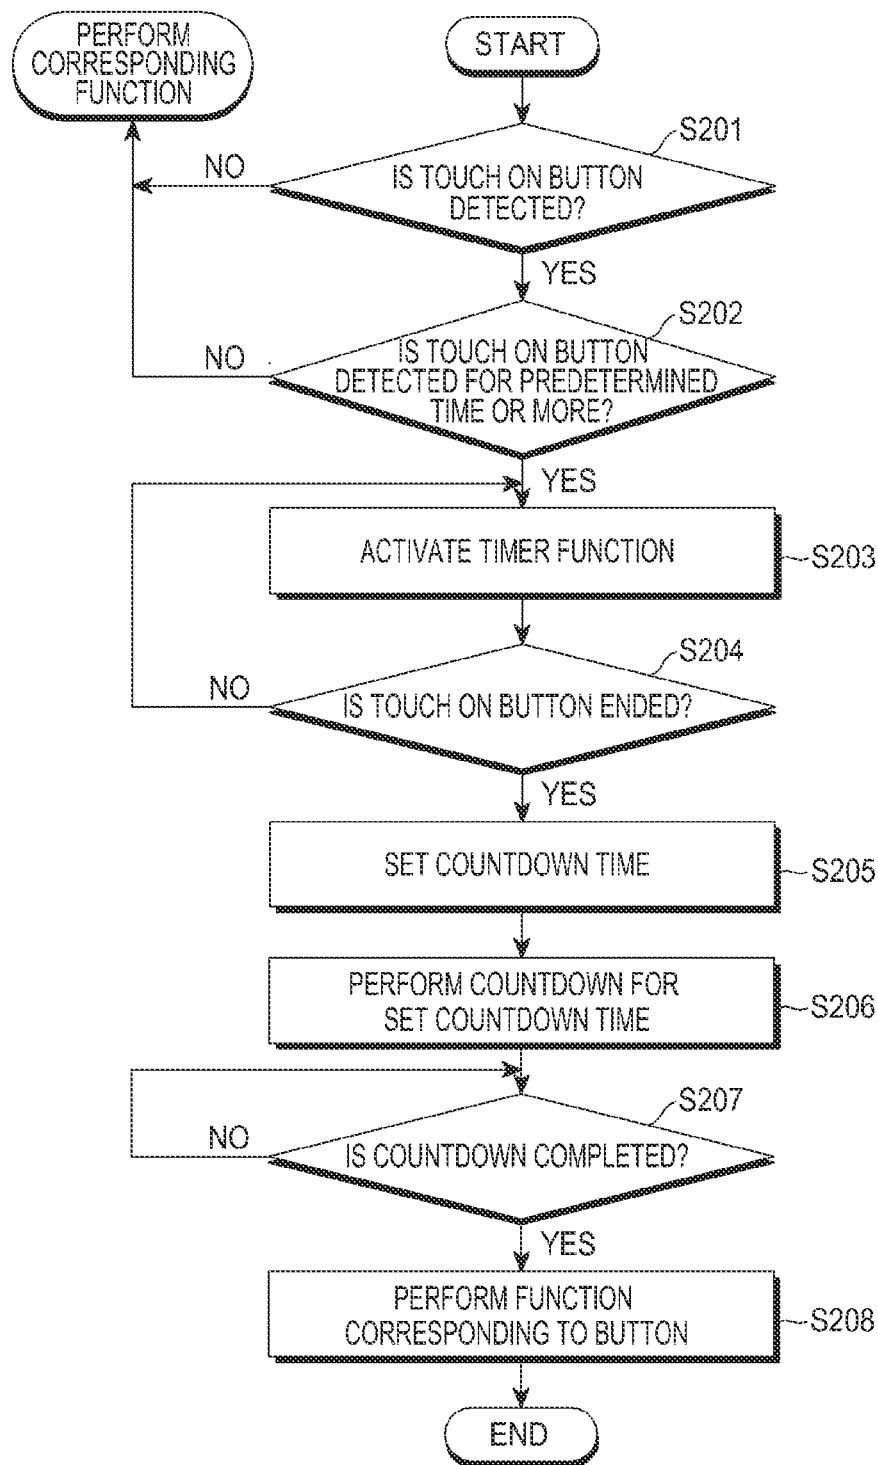 PERFORM
CORRESPONDING
FUNCTION
START
S201
NO
IS TOUCH ON BUTTON
DETECTED?
YES
S202
NO
IS TOUCH ON BUTTON
DETECTED FOR PREDETERMINED
TIME OR MORE?
YES
ACTIVATE TIMER FUNCTION
S203
S204
NO
IS TOUCH ON BUTTON ENDED?
YES
SET COUNTDOWN TIME
S205
PERFORM COUNTDOWN FOR
SET COUNTDOWN TIME
S206
S207
NO
IS COUNTDOWN COMPLETED?
YES
PERFORM FUNCTION
CORRESPONDING TO BUTTON
S208
END